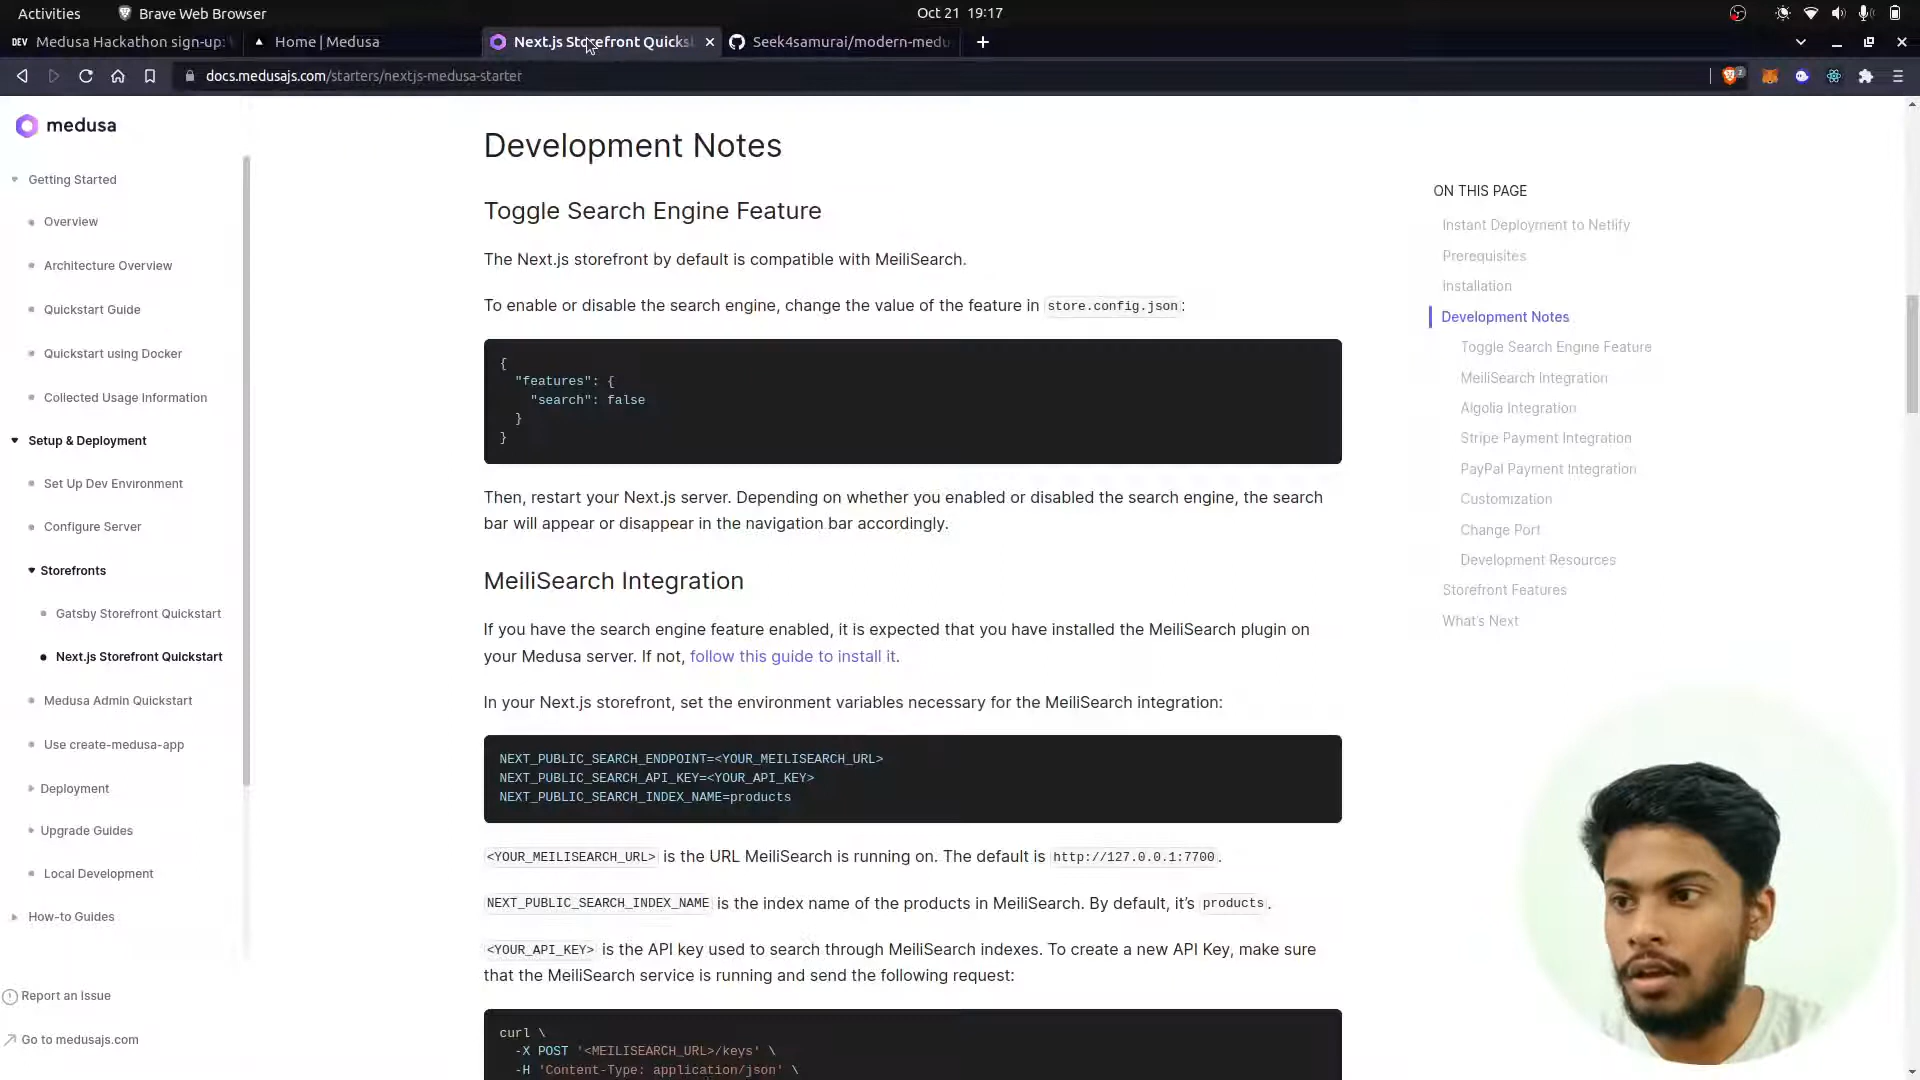 Activities
Brave Web Browser
Oct 21 19:17
DEV Medusa Hackathon sign-up:
Home | Medusa
Next.js Storefront Quickst
Seek4samurai/modern-medu
docs.medusajs.com/starters/nextjs-medusa-starter
medusa
Getting Started
Overview
Architecture Overview
Quickstart Guide
Quickstart using Docker
Collected Usage Information
Setup & Deployment
Set Up Dev Environment
Configure Server
Storefronts
Gatsby Storefront Quickstart
Next.js Storefront Quickstart
Medusa Admin Quickstart
Use create-medusa-app
Deployment
Upgrade Guides
Local Development
How-to Guides
Report an Issue
Go to medusajs.com
Development Notes
Toggle Search Engine Feature
The Next.js storefront by default is compatible with MeiliSearch.
To enable or disable the search engine, change the value of the feature in store.config.json:
{
"features": {
"search": false
}
}
Then, restart your Next.js server. Depending on whether you enabled or disabled the search engine, the search
bar will appear or disappear in the navigation bar accordingly.
MeiliSearch Integration
If you have the search engine feature enabled, it is expected that you have installed the MeiliSearch plugin on
your Medusa server. If not, follow this guide to install it.
In your Next.js storefront, set the environment variables necessary for the MeiliSearch integration:
NEXT_PUBLIC_SEARCH_ENDPOINT=<YOUR_MEILISEARCH_URL>
NEXT_PUBLIC_SEARCH_API_KEY=<YOUR_API_KEY>
NEXT_PUBLIC_SEARCH_INDEX_NAME=products
<YOUR_MEILISEARCH_URL> is the URL MeiliSearch is running on. The default is http://127.0.0.1:7700.
NEXT_PUBLIC_SEARCH_INDEX_NAME is the index name of the products in MeiliSearch. By default, it's products.
<YOUR_API_KEY> is the API key used to search through MeiliSearch indexes. To create a new API Key, make sure
that the MeiliSearch service is running and send the following request:
curl \
-X POST '<MEILISEARCH_URL>/keys' \
-H 'Content-Type: application/json' \
ON THIS PAGE
Instant Deployment to Netlify
Prerequisites
Installation
Development Notes
Toggle Search Engine Feature
MeiliSearch Integration
Algolia Integration
Stripe Payment Integration
PayPal Payment Integration
Customization
Change Port
Development Resources
Storefront Features
What's Next